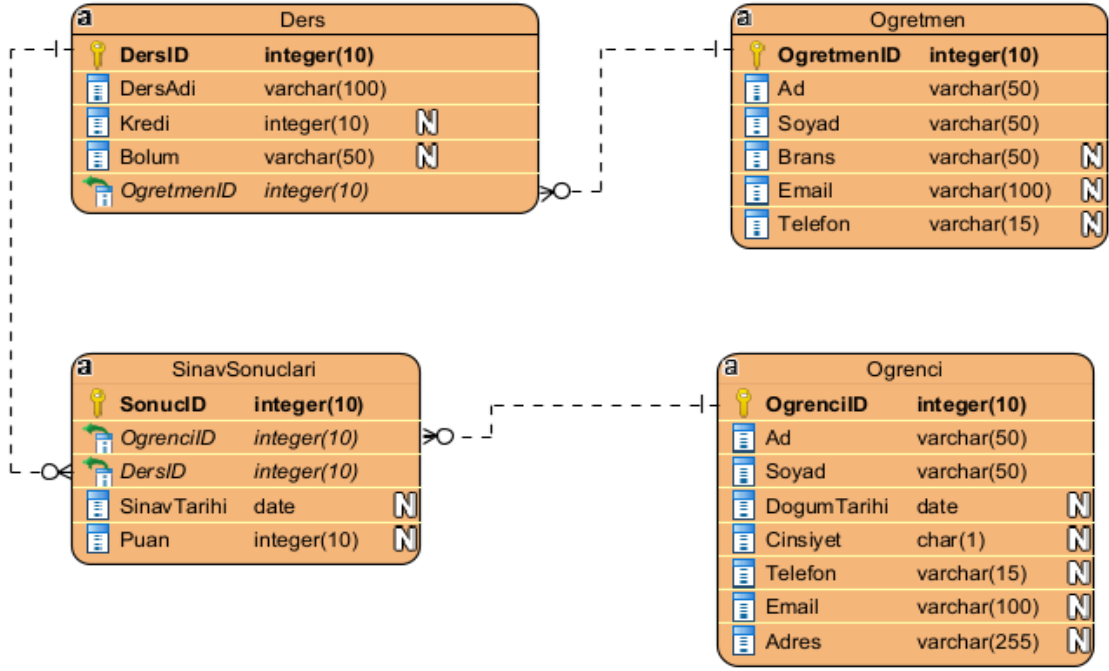 a Ders
DersID integer(10)
DersAdi varchar(100)
Kredi integer(10) N
Bolum varchar(50) N
OgretmenID integer(10)
a Ogretmen
OgretmenID integer(10)
Ad varchar(50)
Soyad varchar(50)
Brans varchar(50) N
Email varchar(100) N
Telefon varchar(15) N
a SinavSonuclari
SonucID integer(10)
OgrenciID integer(10)
DersID integer(10)
SinavTarihi date N
Puan integer(10) N
a Ogrenci
OgrenciID integer(10)
Ad varchar(50)
Soyad varchar(50)
DogumTarihi date N
Cinsiyet char(1) N
Telefon varchar(15) N
Email varchar(100) N
Adres varchar(255) N